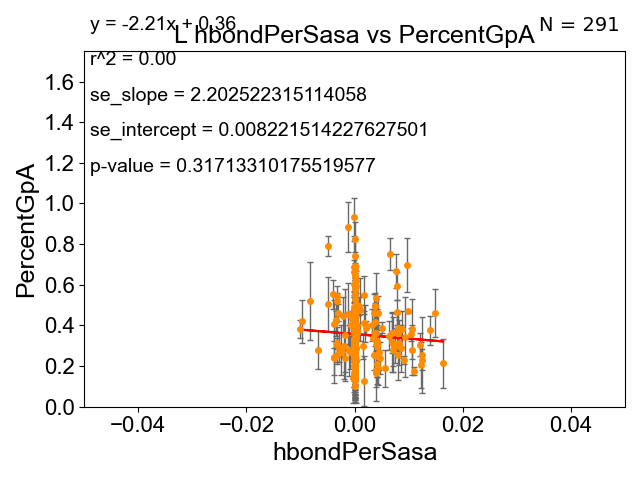 y = -2.21x + 0.36
N = 291
L hbondPerSasa vs PercentGpA
r^2 = 0.00
se_slope = 2.202522315114058
se_intercept = 0.008221514227627501
p-value = 0.31713310175519577
PercentGpA
1.6
1.4
1.2
1.0
0.8
0.6
0.4
0.2
0.0
−0.04 −0.02 0.00 0.02 0.04
hbondPerSasa